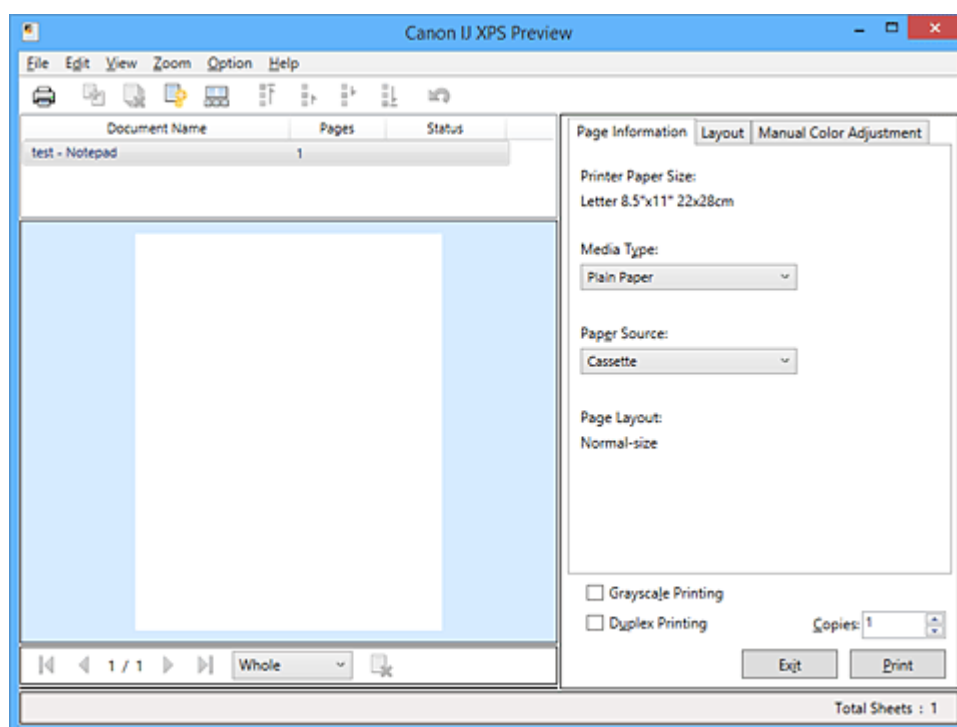 Canon IJ XPS Preview
File Edit View Zoom Option Help
Document Name Pages Status
test - Notepad 1
Page Information Layout Manual Color Adjustment
Printer Paper Size:
Letter 8.5"x11" 22x28cm
Media Type:
Plain Paper
Paper Source:
Cassette
Page Layout:
Normal-size
Grayscale Printing
Duplex Printing
Copies: 1
1 / 1
Whole
Exit Print
Total Sheets : 1